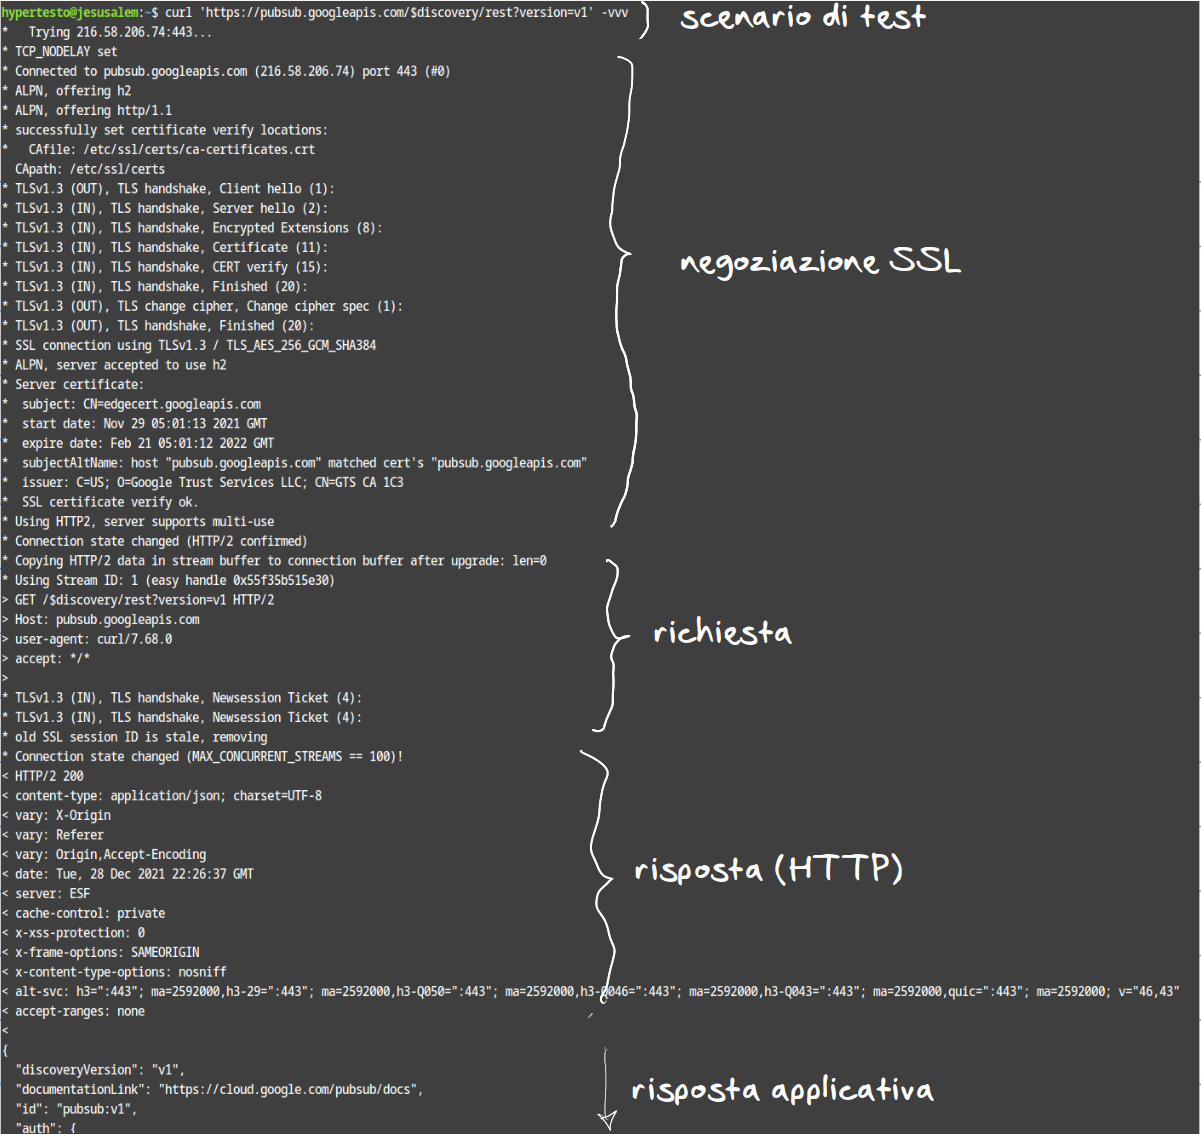 hypertesto@jesusalem:~$ curl 'https://pubsub.googleapis.com/$discovery/rest?version=v1' -vvv
scenario di test
*   Trying 216.58.206.74:443...
* TCP_NODELAY set
* Connected to pubsub.googleapis.com (216.58.206.74) port 443 (#0)
* ALPN, offering h2
* ALPN, offering http/1.1
* successfully set certificate verify locations:
*   CAfile: /etc/ssl/certs/ca-certificates.crt
  CApath: /etc/ssl/certs
* TLSv1.3 (OUT), TLS handshake, Client hello (1):
* TLSv1.3 (IN), TLS handshake, Server hello (2):
* TLSv1.3 (IN), TLS handshake, Encrypted Extensions (8):
* TLSv1.3 (IN), TLS handshake, Certificate (11):
* TLSv1.3 (IN), TLS handshake, CERT verify (15):
* TLSv1.3 (IN), TLS handshake, Finished (20):
* TLSv1.3 (OUT), TLS change cipher, Change cipher spec (1):
* TLSv1.3 (OUT), TLS handshake, Finished (20):
* SSL connection using TLSv1.3 / TLS_AES_256_GCM_SHA384
* ALPN, server accepted to use h2
* Server certificate:
*  subject: CN=edgecert.googleapis.com
*  start date: Nov 29 05:01:13 2021 GMT
*  expire date: Feb 21 05:01:12 2022 GMT
*  subjectAltName: host "pubsub.googleapis.com" matched cert's "pubsub.googleapis.com"
*  issuer: C=US; O=Google Trust Services LLC; CN=GTS CA 1C3
*  SSL certificate verify ok.
* Using HTTP2, server supports multi-use
* Connection state changed (HTTP/2 confirmed)
negoziazione SSL
* Copying HTTP/2 data in stream buffer to connection buffer after upgrade: len=0
* Using Stream ID: 1 (easy handle 0x55f35b515e30)
> GET /$discovery/rest?version=v1 HTTP/2
> Host: pubsub.googleapis.com
> user-agent: curl/7.68.0
> accept: */*
>
* TLSv1.3 (IN), TLS handshake, Newsession Ticket (4):
* TLSv1.3 (IN), TLS handshake, Newsession Ticket (4):
* old SSL session ID is stale, removing
richiesta
* Connection state changed (MAX_CONCURRENT_STREAMS == 100)!
< HTTP/2 200
< content-type: application/json; charset=UTF-8
< vary: X-Origin
< vary: Referer
< vary: Origin,Accept-Encoding
< date: Tue, 28 Dec 2021 22:26:37 GMT
< server: ESF
< cache-control: private
< x-xss-protection: 0
< x-frame-options: SAMEORIGIN
< x-content-type-options: nosniff
< alt-svc: h3=":443"; ma=2592000,h3-29=":443"; ma=2592000,h3-Q050=":443"; ma=2592000,h3-Q046=":443"; ma=2592000,h3-Q043=":443"; ma=2592000,quic=":443"; ma=2592000; v="46,43"
< accept-ranges: none
<
risposta (HTTP)
{
  "discoveryVersion": "v1",
  "documentationLink": "https://cloud.google.com/pubsub/docs",
  "id": "pubsub:v1",
  "auth": {
risposta applicativa